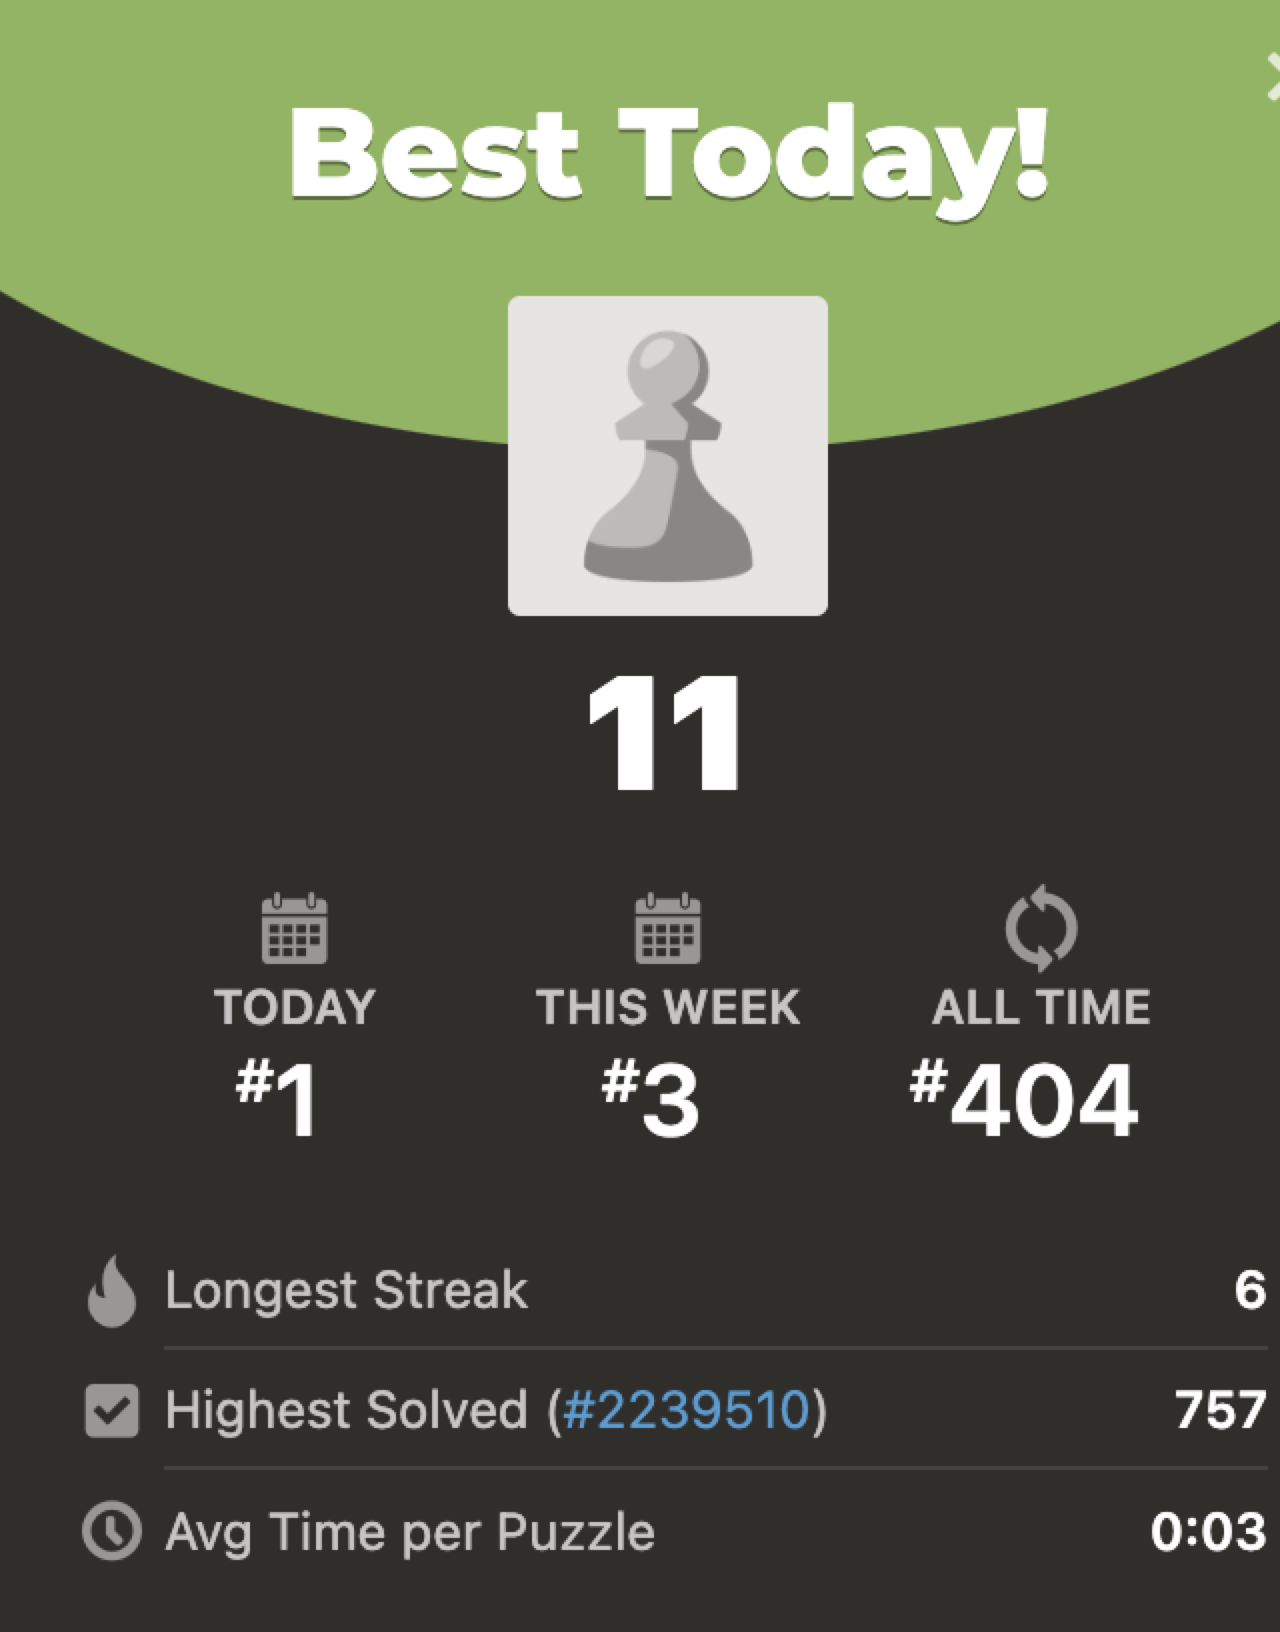 Best Today!
11
TODAY
THIS WEEK
ALL TIME
#1
#3
#404
Longest Streak 6
Highest Solved (#2239510) 757
Avg Time per Puzzle 0:03